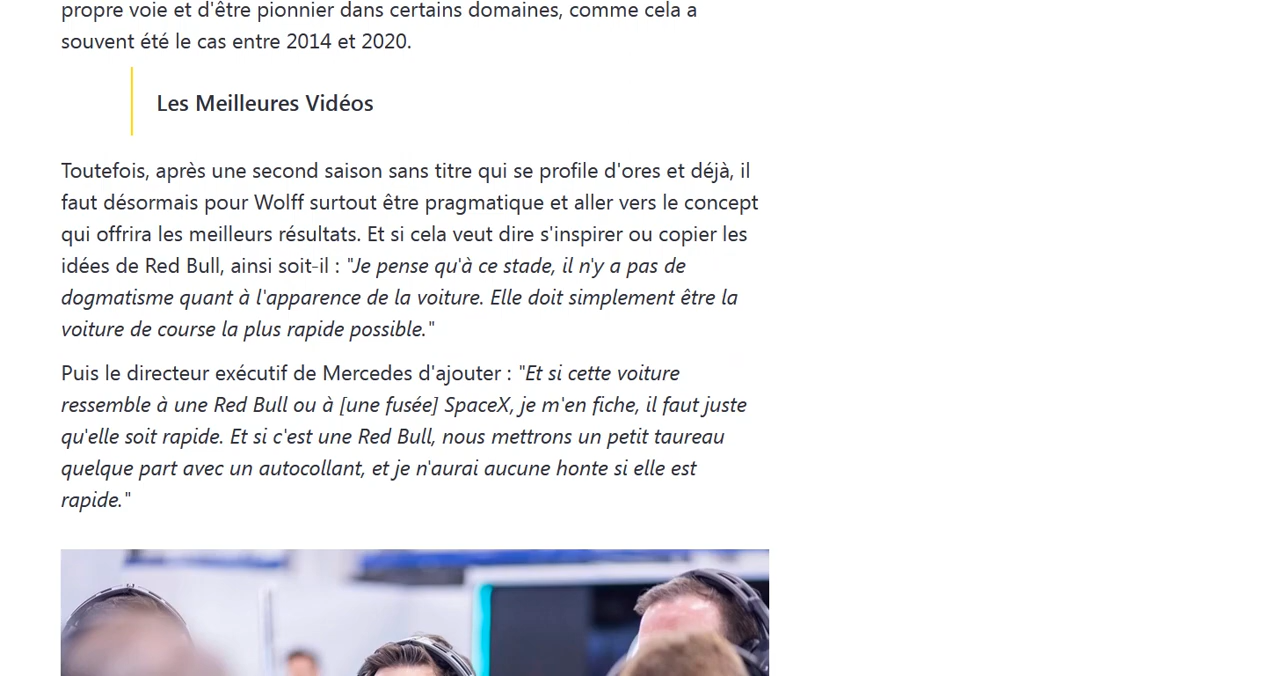 propre voie et d'être pionnier dans certains domaines, comme cela a
souvent été le cas entre 2014 et 2020.
Les Meilleures Vidéos
Toutefois, après une second saison sans titre qui se profile d'ores et déjà, il
faut désormais pour Wolff surtout être pragmatique et aller vers le concept
qui offrira les meilleurs résultats. Et si cela veut dire s'inspirer ou copier les
idées de Red Bull, ainsi soit-il : "Je pense qu'à ce stade, il n'y a pas de
dogmatisme quant à l'apparence de la voiture. Elle doit simplement être la
voiture de course la plus rapide possible."
Puis le directeur exécutif de Mercedes d'ajouter : "Et si cette voiture
ressemble à une Red Bull ou à [une fusée] SpaceX, je m'en fiche, il faut juste
qu'elle soit rapide. Et si c'est une Red Bull, nous mettrons un petit taureau
quelque part avec un autocollant, et je n'aurai aucune honte si elle est
rapide."